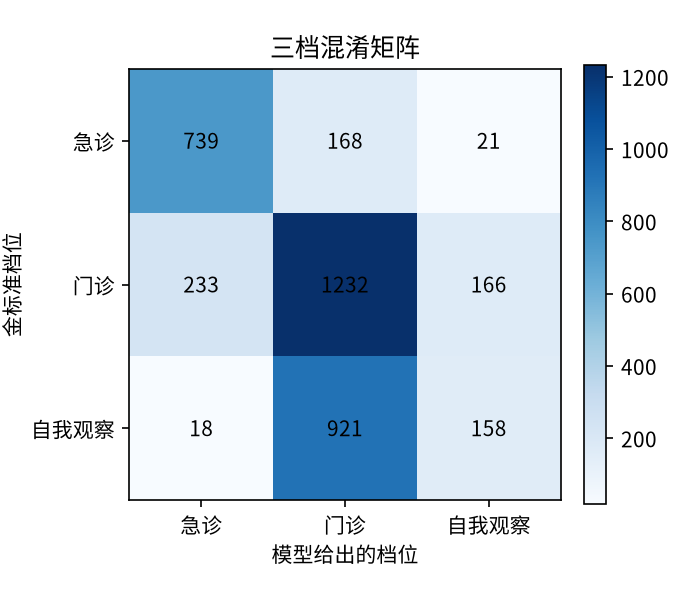 三档混淆矩阵
急诊
739
168
21
门诊
233
1232
166
自我观察
18
921
158
急诊
门诊
自我观察
模型给出的档位
金标准档位
1200
1000
800
600
400
200